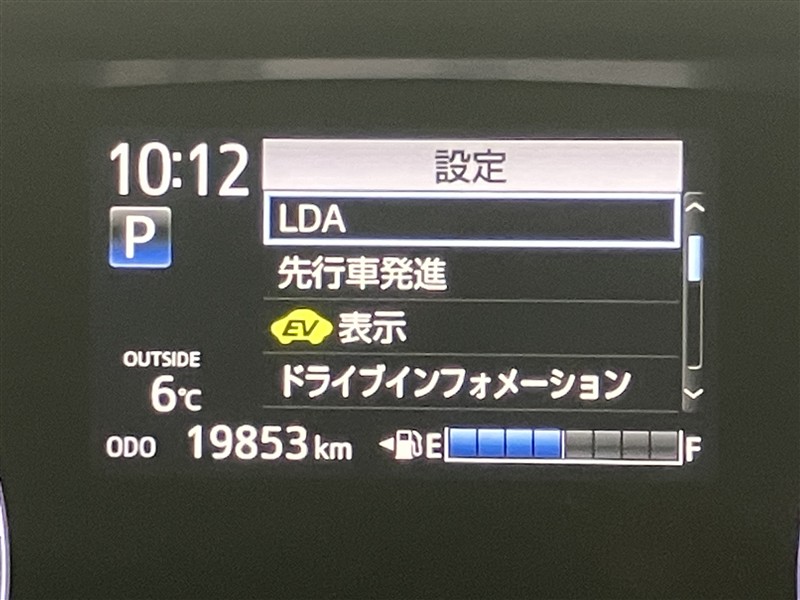 10:12
設定
P
LDA
先行車発進
EV 表示
ドライブインフォメーション
OUTSIDE
6℃
ODO 19853 km
E F